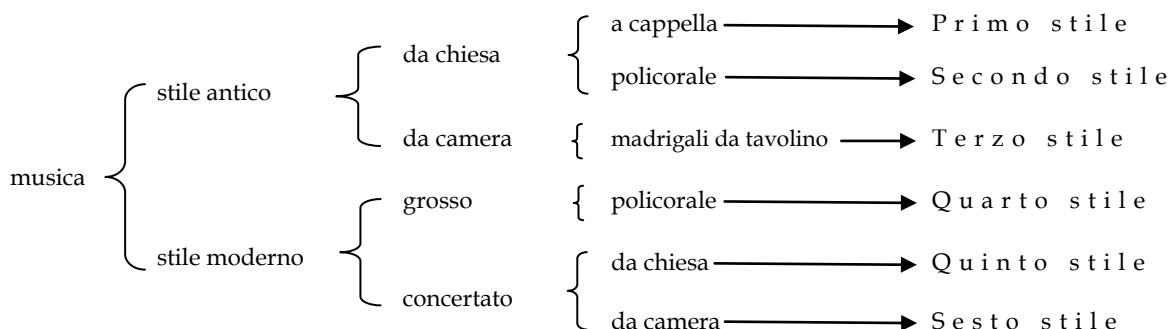 a cappella Primo stile
da chiesa
stile antico policorale Secondo stile
da camera madrigali da tavolino Terzo stile
musica
grosso policorale Quarto stile
stile moderno da chiesa Quinto stile
concertato
da camera Sesto stile